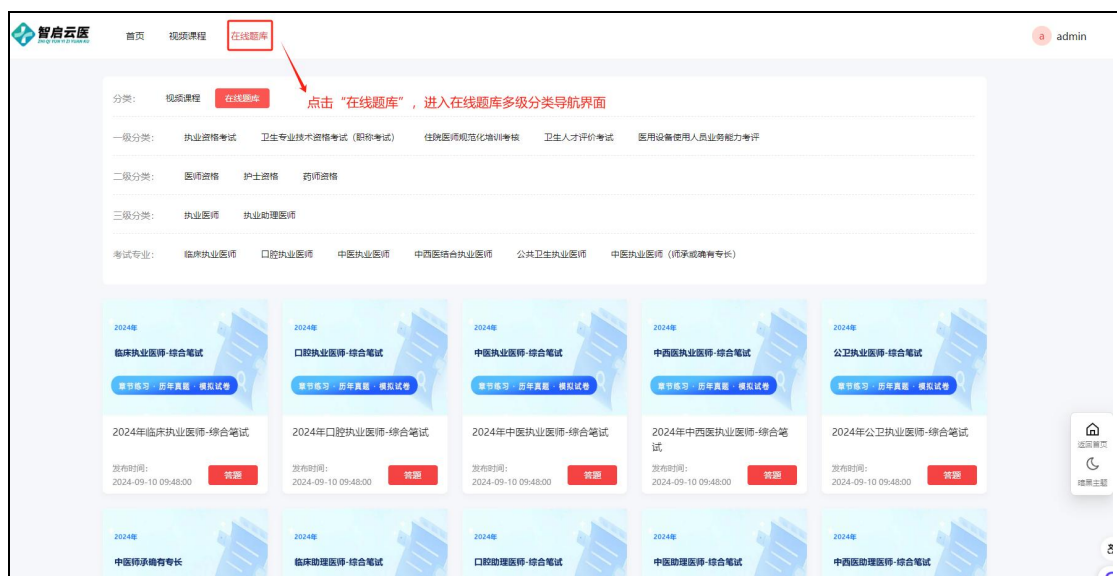 智启云医
ZHI QI YUN YI ZI YUAN KU
首页 视频课程 在线题库
a admin
分类： 视频课程 在线题库
点击“在线题库”，进入在线题库多级分类导航界面
一级分类： 执业资格考试 卫生专业技术资格考试（职称考试） 住院医师规范化培训考核 卫生人才评价考试 医用设备使用人员业务能力考评
二级分类： 医师资格 护士资格 药师资格
三级分类： 执业医师 执业助理医师
考试专业： 临床执业医师 口腔执业医师 中医执业医师 中西医结合执业医师 公共卫生执业医师 中医执业医师（师承或确有专长）
2024年 2024年 2024年 2024年 2024年
临床执业医师-综合笔试 口腔执业医师-综合笔试 中医执业医师-综合笔试 中西医执业医师-综合笔试 公卫执业医师-综合笔试
章节练习·历年真题·模拟试卷 章节练习·历年真题·模拟试卷 章节练习·历年真题·模拟试卷 章节练习·历年真题·模拟试卷 章节练习·历年真题·模拟试卷
2024年临床执业医师-综合笔试 2024年口腔执业医师-综合笔试 2024年中医执业医师-综合笔试 2024年中西医执业医师-综合笔 2024年公卫执业医师-综合笔试
试
发布时间： 发布时间： 发布时间： 发布时间： 发布时间：
2024-09-10 09:48:00 答题 2024-09-10 09:48:00 答题 2024-09-10 09:48:00 答题 2024-09-10 09:48:00 答题 2024-09-10 09:48:00 答题
返回首页
暗黑主题
2024年 2024年 2024年 2024年 2024年
中医师承确有专长 临床助理医师-综合笔试 口腔助理医师-综合笔试 中医助理医师-综合笔试 中西医助理医师-综合笔试